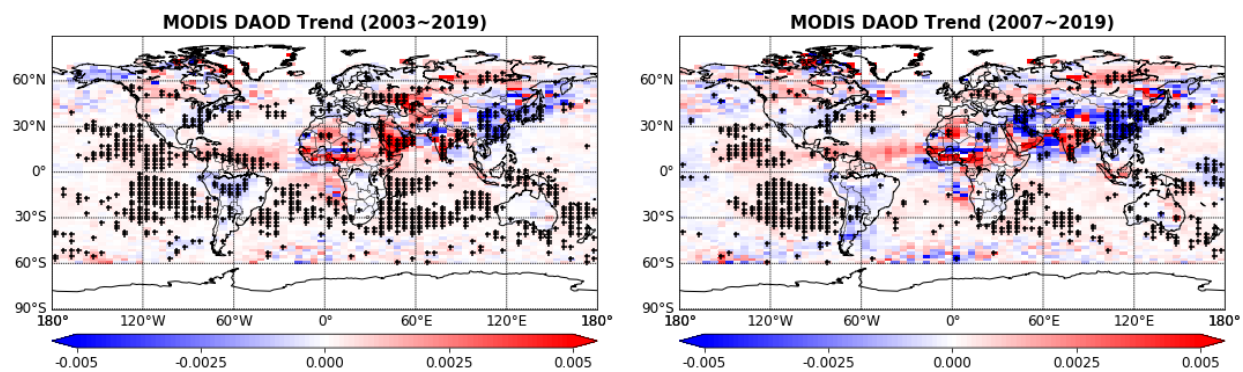 MODIS DAOD Trend (2003~2019)
60°N
30°N
0°
30°S
60°S
90°S
180° 120°W 60°W 0° 60°E 120°E 180°
-0.005 -0.0025 0.000 0.0025 0.005
MODIS DAOD Trend (2007~2019)
60°N
30°N
0°
30°S
60°S
90°S
180° 120°W 60°W 0° 60°E 120°E 180°
-0.005 -0.0025 0.000 0.0025 0.005